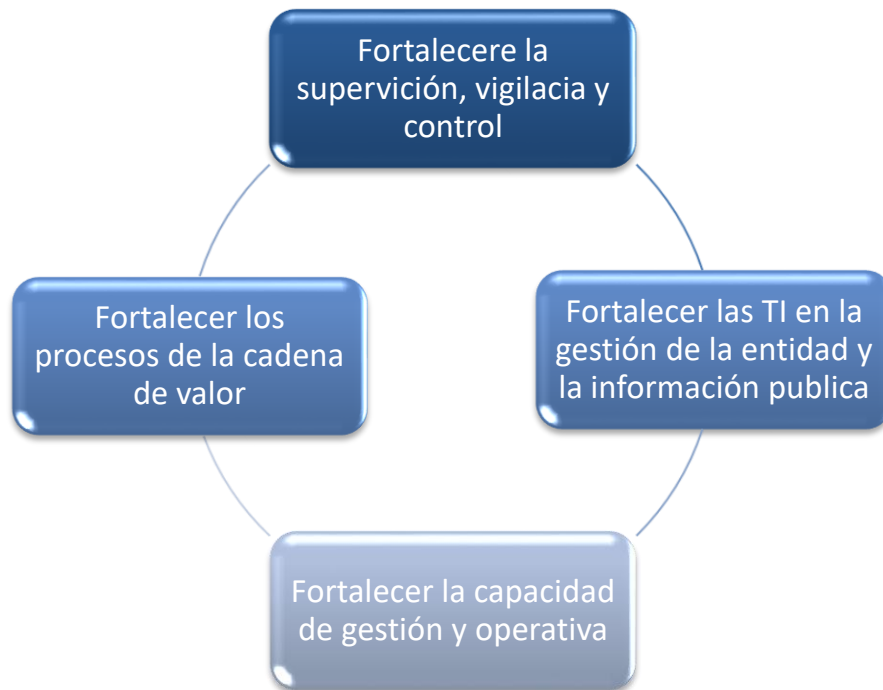 Fortalecere la
supervición, vigilacia y
control
Fortalecer las TI en la
gestión de la entidad y
la información publica
Fortalecer la capacidad
de gestión y operativa
Fortalecer los
procesos de la cadena
de valor